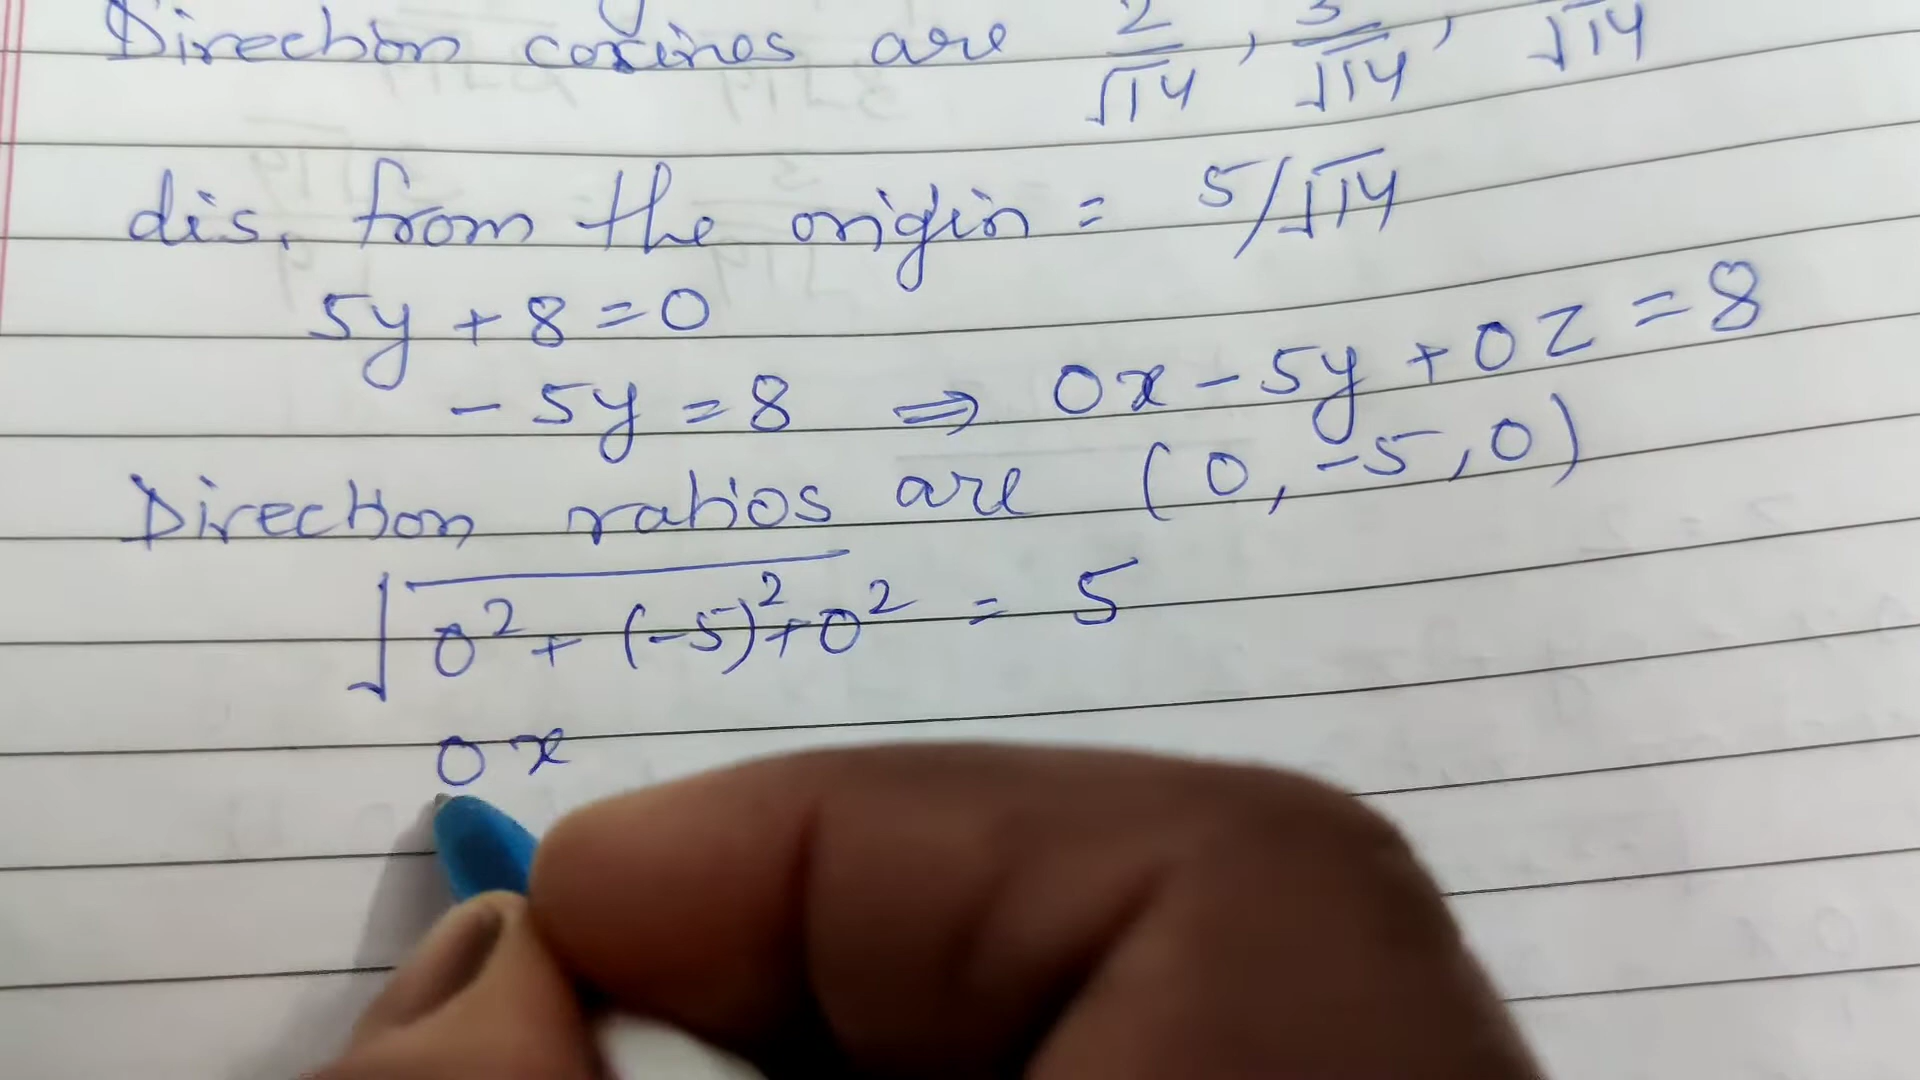 Direction cosines are 2/√14, 3/√14, √14
dis. from the origin = 5/√14
5y + 8 = 0
- 5y = 8 ⇒ 0x - 5y + 0z = 8
Direction ratios are (0, -5, 0)
√0² + (-5)² + 0² = 5
0x